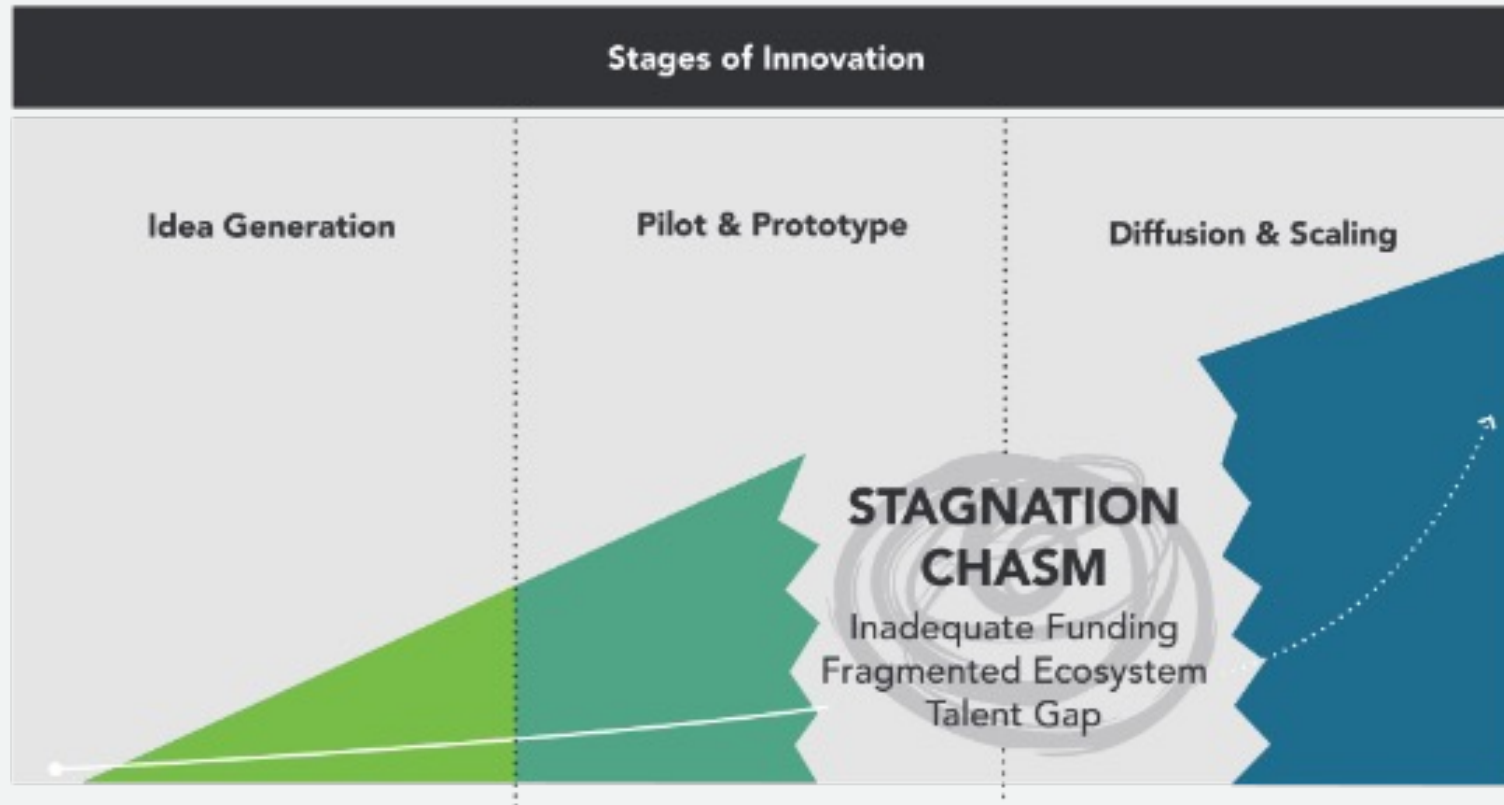 Stages of Innovation
Idea Generation
Pilot & Prototype
Diffusion & Scaling
STAGNATION
CHASM
Inadequate Funding
Fragmented Ecosystem
Talent Gap